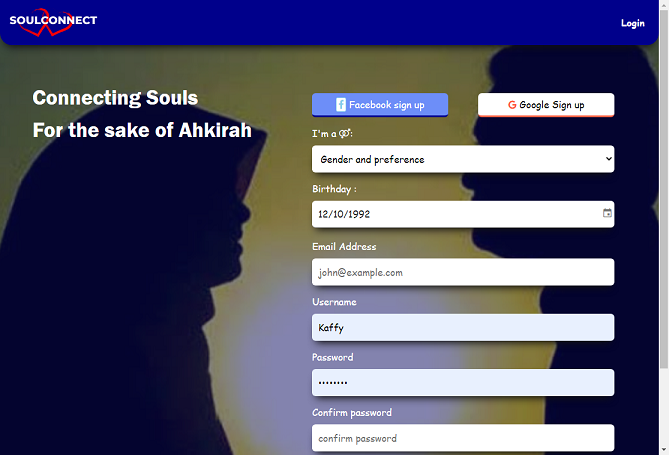 SOULCONNECT
Login
Connecting Souls
For the sake of Ahkirah
Facebook sign up
G Google Sign up
I'm a ⚤:
Gender and preference
Birthday :
12/10/1992
Email Address
john@example.com
Username
Kaffy
Password
••••••••
Confirm password
confirm password